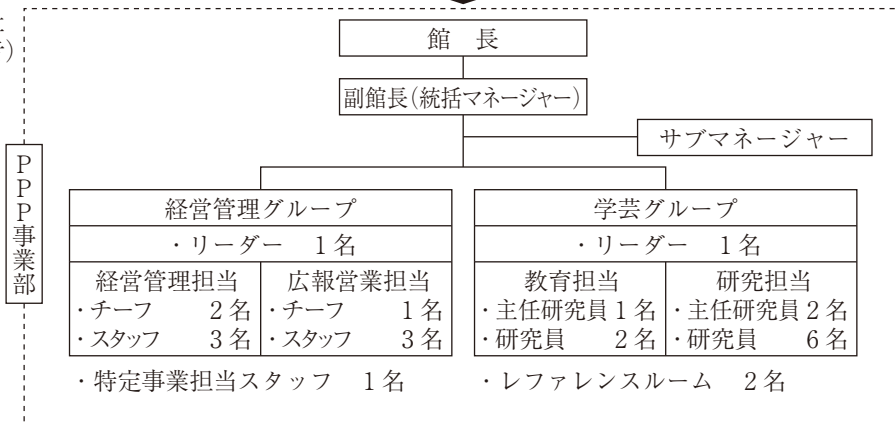 館　長
副館長(統括マネージャー)
サブマネージャー
PPP事業部
経営管理グループ
・リーダー　1名
経営管理担当
・チーフ　2名
・スタッフ　3名
広報営業担当
・チーフ　1名
・スタッフ　3名
・特定事業担当スタッフ　1名
学芸グループ
・リーダー　1名
教育担当
・主任研究員 1名
・研究員　2名
研究担当
・主任研究員 2名
・研究員　6名
・レファレンスルーム　2名